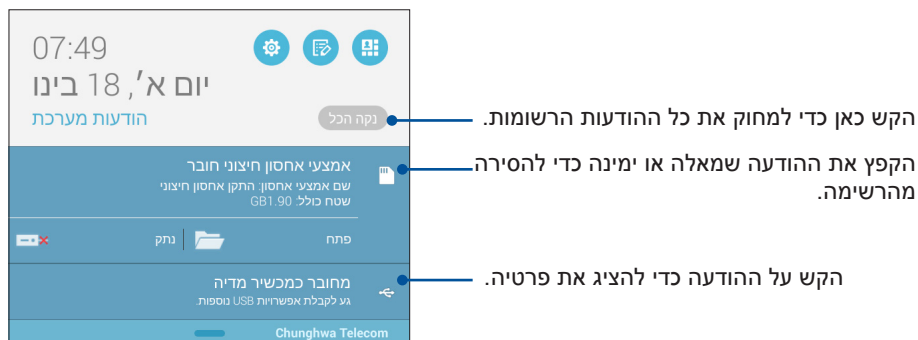 07:49
יום א׳, 18 בינו
הודעות מערכת
נקה הכל
הקש כאן כדי למחוק את כל ההודעות הרשומות.
אמצעי אחסון חיצוני חובר
שם אמצעי אחסון: התקן אחסון חיצוני
שטח כולל: GB1.90
הקפץ את ההודעה שמאלה או ימינה כדי להסירה
מהרשימה.
פתח
נתק
מחובר כמכשיר מדיה
גע לקבלת אפשרויות USB נוספות.
הקש על ההודעה כדי להציג את פרטיה.
Chunghwa Telecom